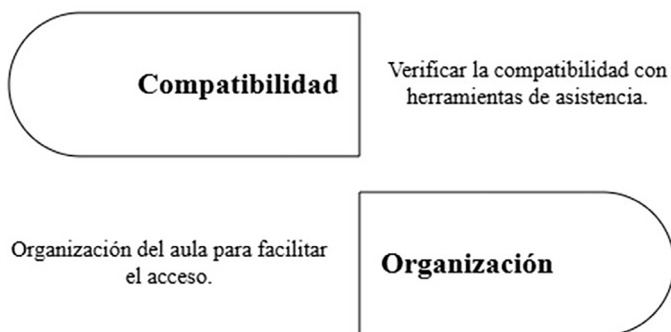 Compatibilidad
Verificar la compatibilidad con
herramientas de asistencia.
Organización del aula para facilitar
el acceso.
Organización